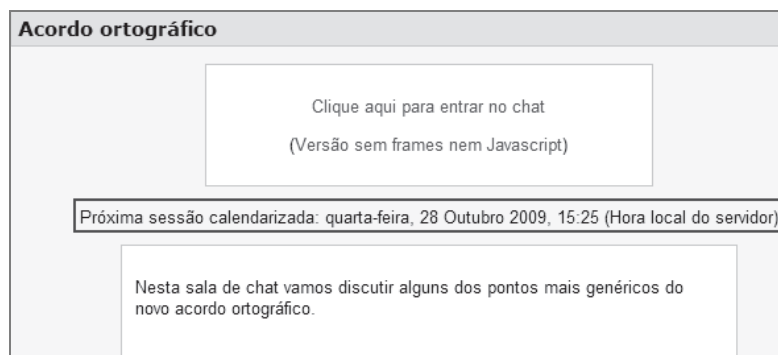 Acordo ortográfico
Clique aqui para entrar no chat
(Versão sem frames nem Javascript)
Próxima sessão calendarizada: quarta-feira, 28 Outubro 2009, 15:25 (Hora local do servidor)
Nesta sala de chat vamos discutir alguns dos pontos mais genéricos do
novo acordo ortográfico.